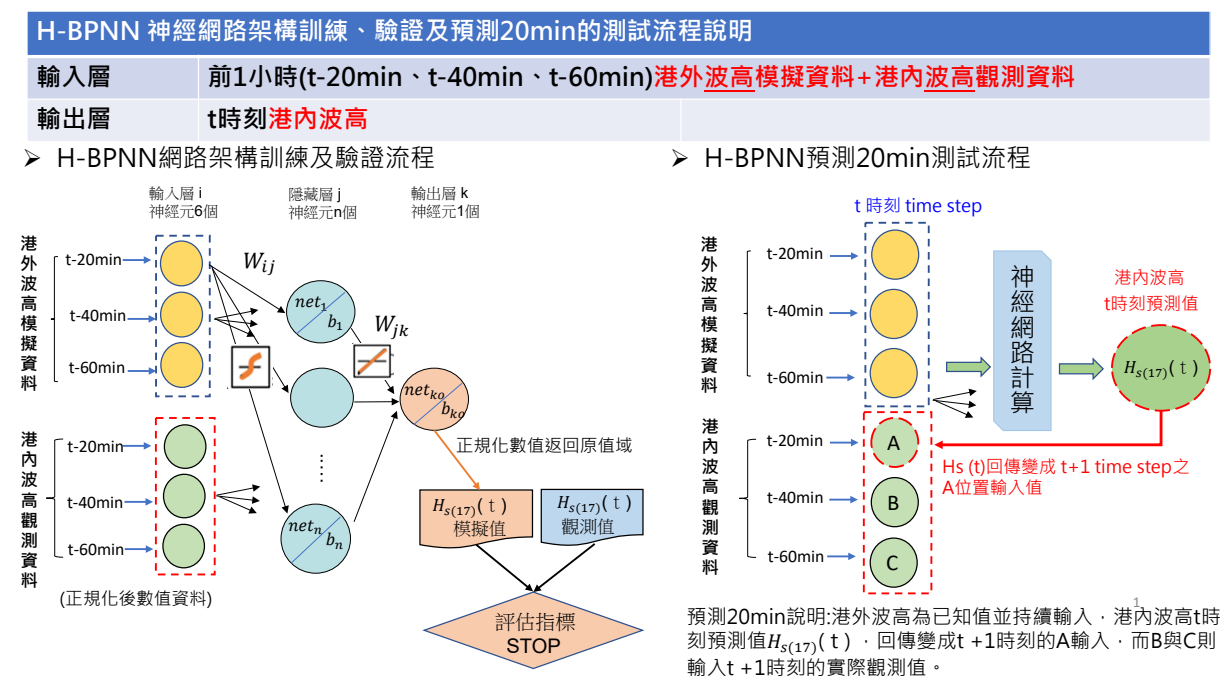 H-BPNN 神經網路架構訓練、驗證及預測20min的測試流程說明
輸入層
前1小時(t-20min、t-40min、t-60min)港外波高模擬資料+港內波高觀測資料
輸出層
t時刻港內波高
➢ H-BPNN網路架構訓練及驗證流程
輸入層 i
神經元6個
隱藏層 j
神經元n個
輸出層 k
神經元1個
港外波高模擬資料
t-20min
t-40min
t-60min
港內波高觀測資料
t-20min
t-40min
t-60min
(正規化後數值資料)
W_ij
net_1
b_1
W_jk
net_ko
b_ko
⋮
net_n
b_n
正規化數值返回原值域
H_s(17)(t)
模擬值
H_s(17)(t)
觀測值
評估指標
STOP
➢ H-BPNN預測20min測試流程
t 時刻 time step
港外波高模擬資料
t-20min
t-40min
t-60min
港內波高觀測資料
t-20min
t-40min
t-60min
A
B
C
神經網路計算
港內波高
t時刻預測值
H_s(17)(t)
Hs (t)回傳變成 t+1 time step之
A位置輸入值
1
預測20min說明:港外波高為已知值並持續輸入，港內波高t時
刻預測值H_s(17)(t)，回傳變成t +1時刻的A輸入，而B與C則
輸入t +1時刻的實際觀測值。